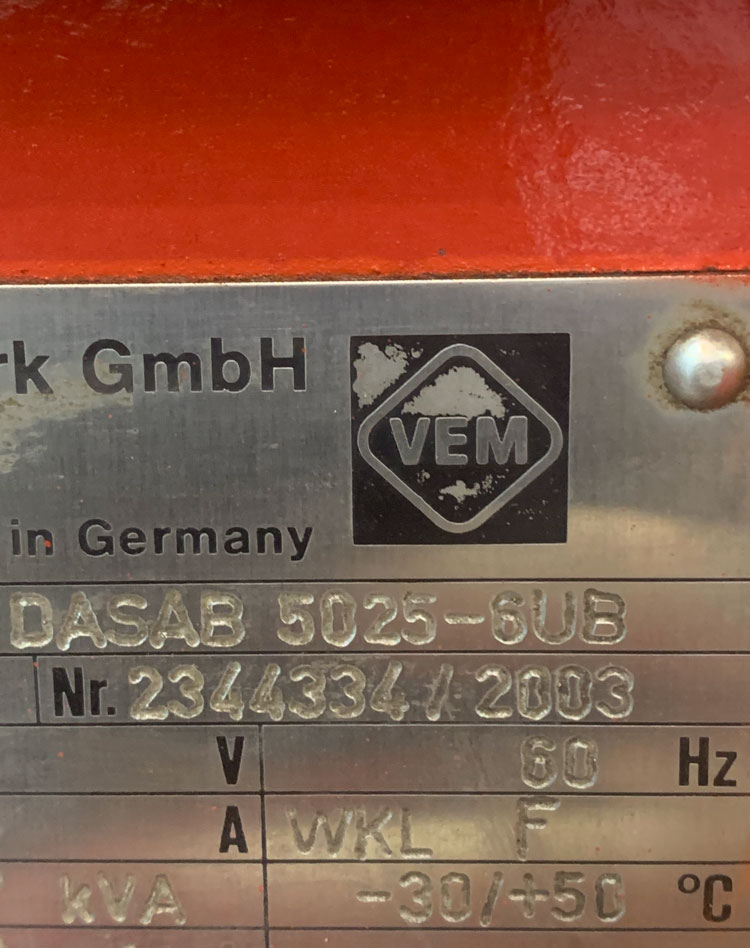 rk GmbH
VEM
in Germany
DASAB 5025-6UB
Nr. 2344334/2003
V 60 Hz
A WKL F
kVA -30/+50 °C